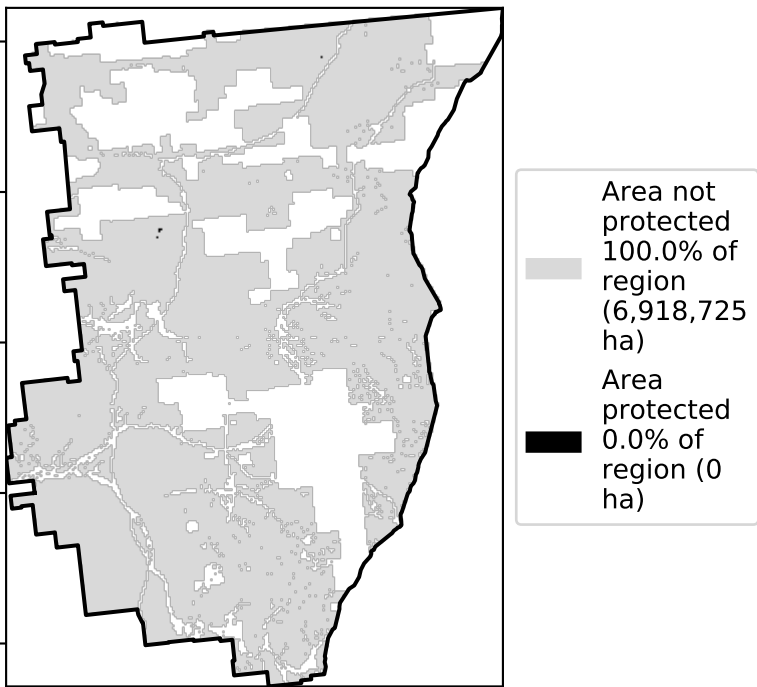 Area not
protected
100.0% of
region
(6,918,725
ha)
Area
protected
0.0% of
region (0
ha)